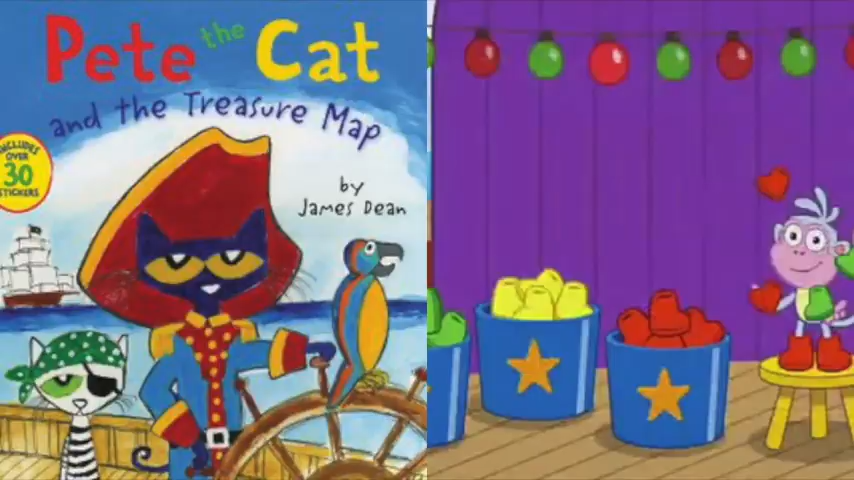 Pete the Cat
and the Treasure Map
by
James Dean
INCLUDES
OVER
30
STICKERS